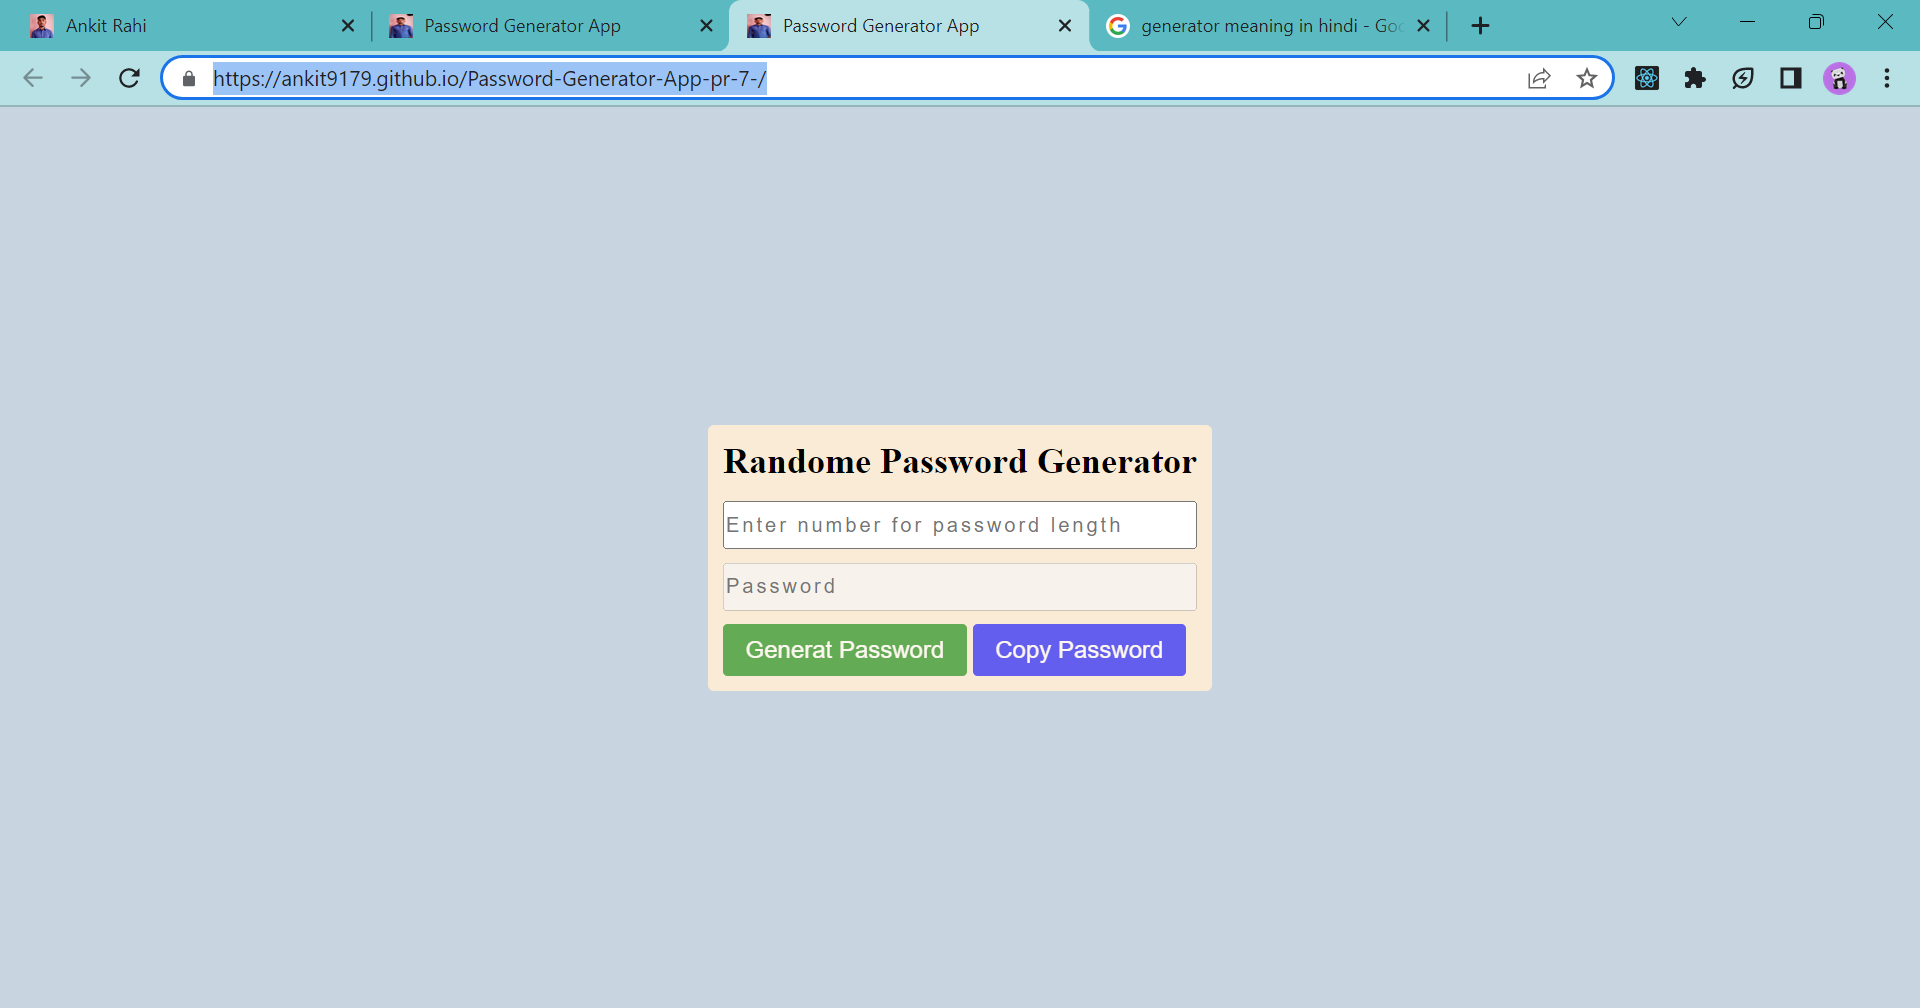 Ankit Rahi
Password Generator App
Password Generator App
generator meaning in hindi - Goo
https://ankit9179.github.io/Password-Generator-App-pr-7-/
Randome Password Generator
Enter number for password length
Password
Generat Password
Copy Password